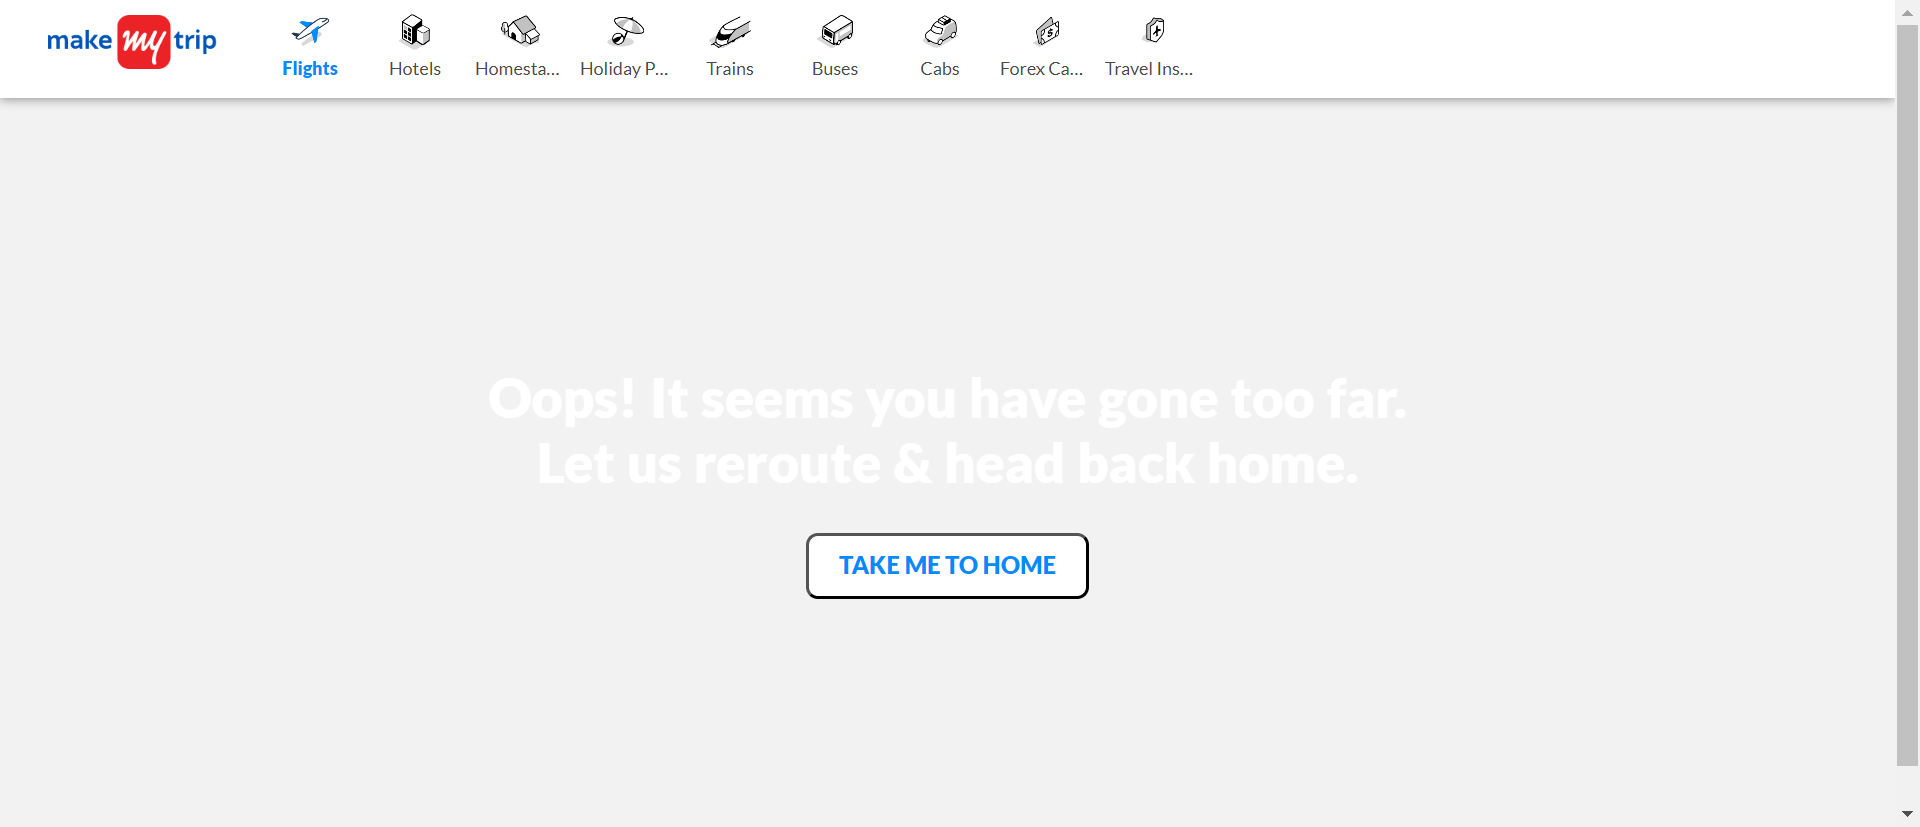 make my trip
Flights
Hotels
Homesta...
Holiday P...
Trains
Buses
Cabs
Forex Ca...
Travel Ins...
Oops! It seems you have gone too far.
Let us reroute & head back home.
TAKE ME TO HOME